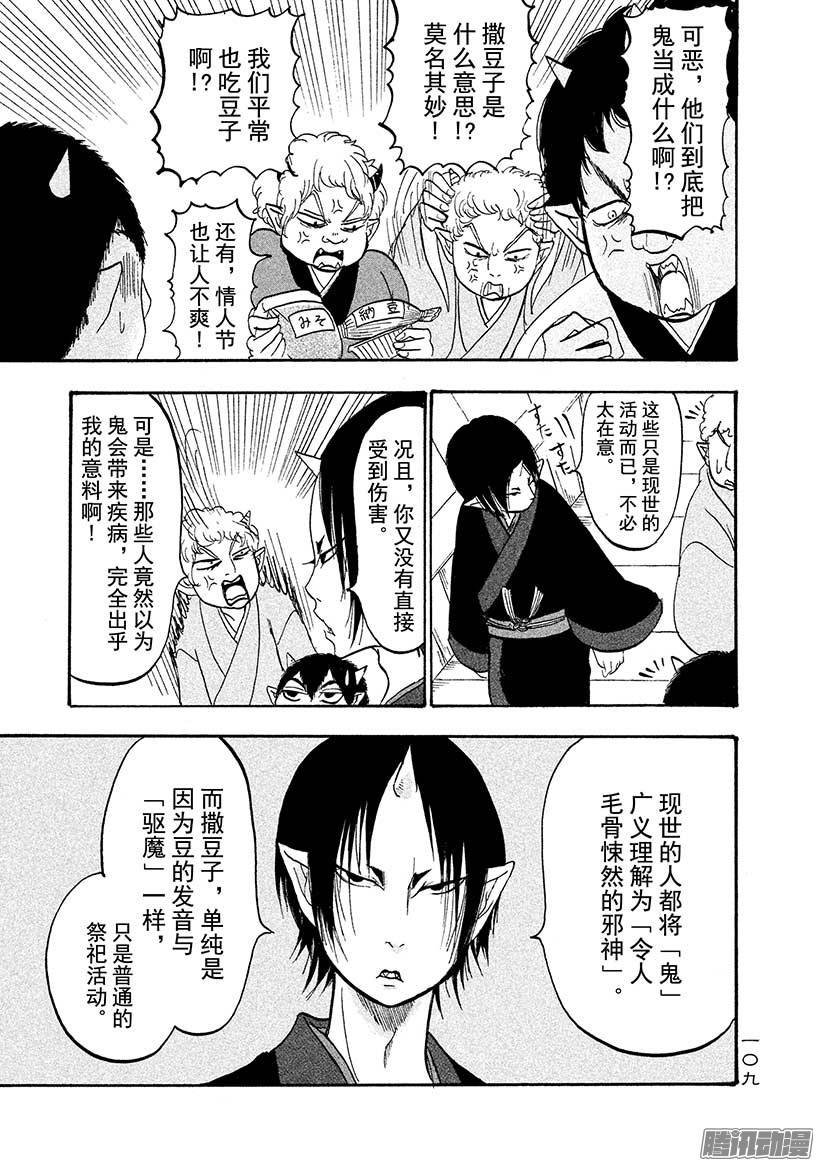 可恶，他们到底把
鬼当成什么啊!?
撒豆子是
什么意思!?
莫名其妙！
我们平常
也吃豆子
啊!?
还有，情人节
也让人不爽！
みそ
納豆
这些只是现世的
活动而已，不必
太在意。
すたすた
すた
况且，你又没有直接
受到伤害。
可是……那些人竟然以为
鬼会带来疾病，完全出乎
我的意料啊！
现世的人都将「鬼」
广义理解为「令人
毛骨悚然的邪神」。
而撒豆子，单纯是
因为豆的发音与
「驱魔」一样，
只是普通的
祭祀活动。
一〇九
腾讯动漫